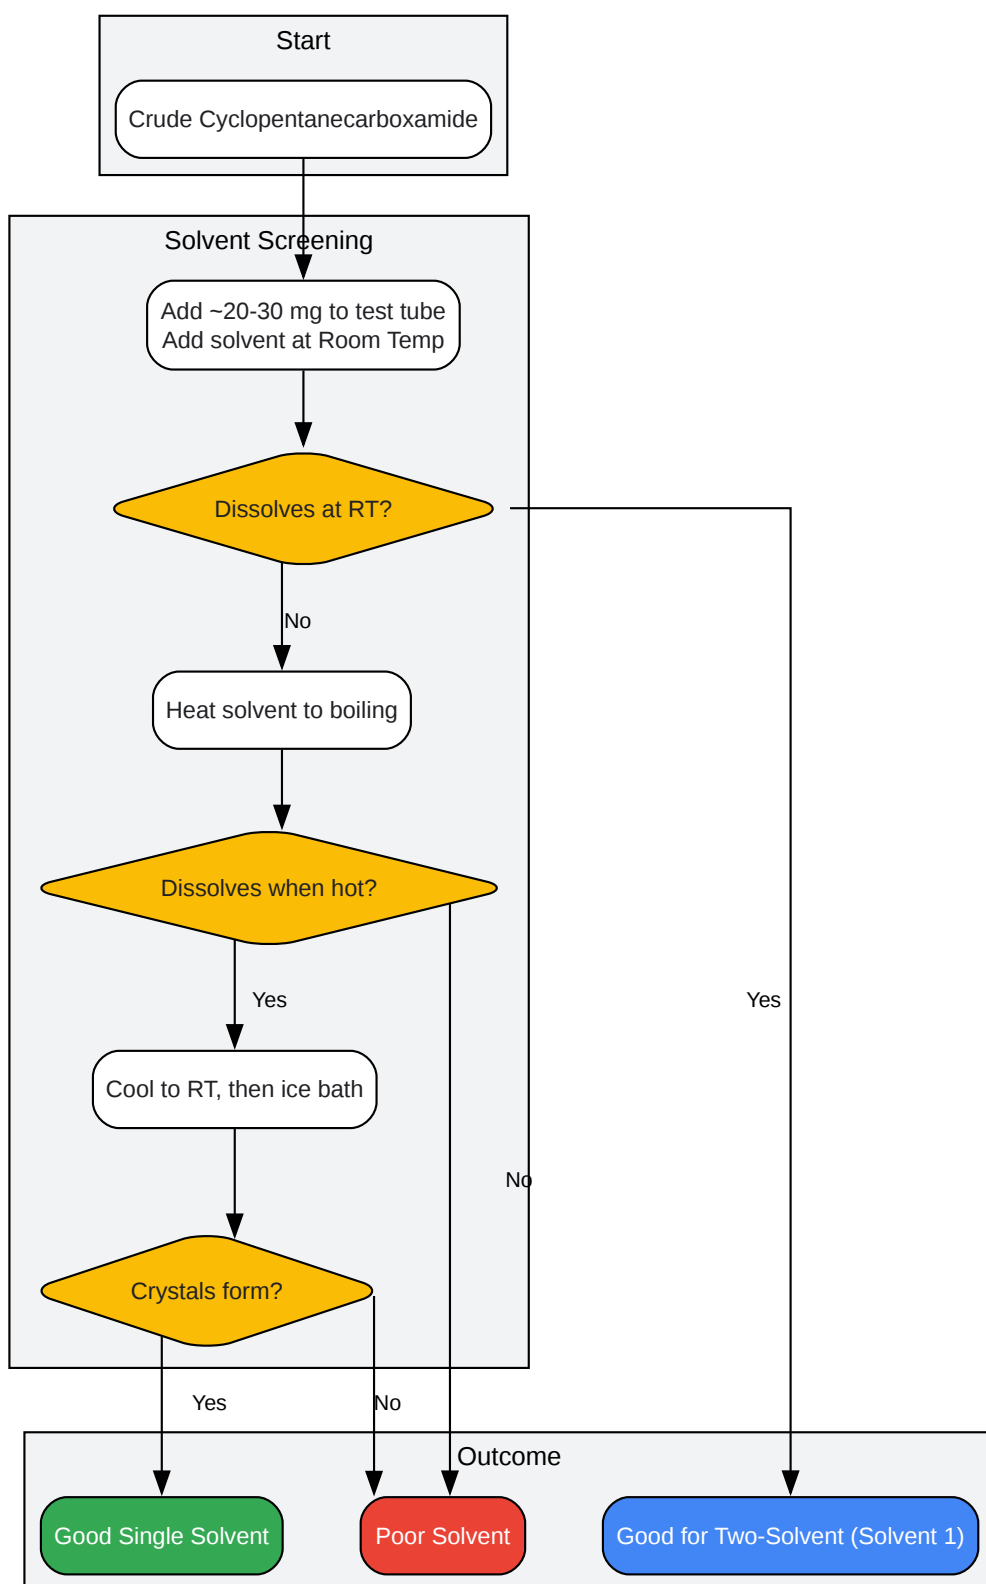 Start
Crude Cyclopentanecarboxamide
Solvent Screening
Add ~20-30 mg to test tube
Add solvent at Room Temp
Dissolves at RT?
No
Heat solvent to boiling
Dissolves when hot?
Yes
Yes
Cool to RT, then ice bath
No
Crystals form?
Yes
No
Outcome
Good Single Solvent
Poor Solvent
Good for Two-Solvent (Solvent 1)